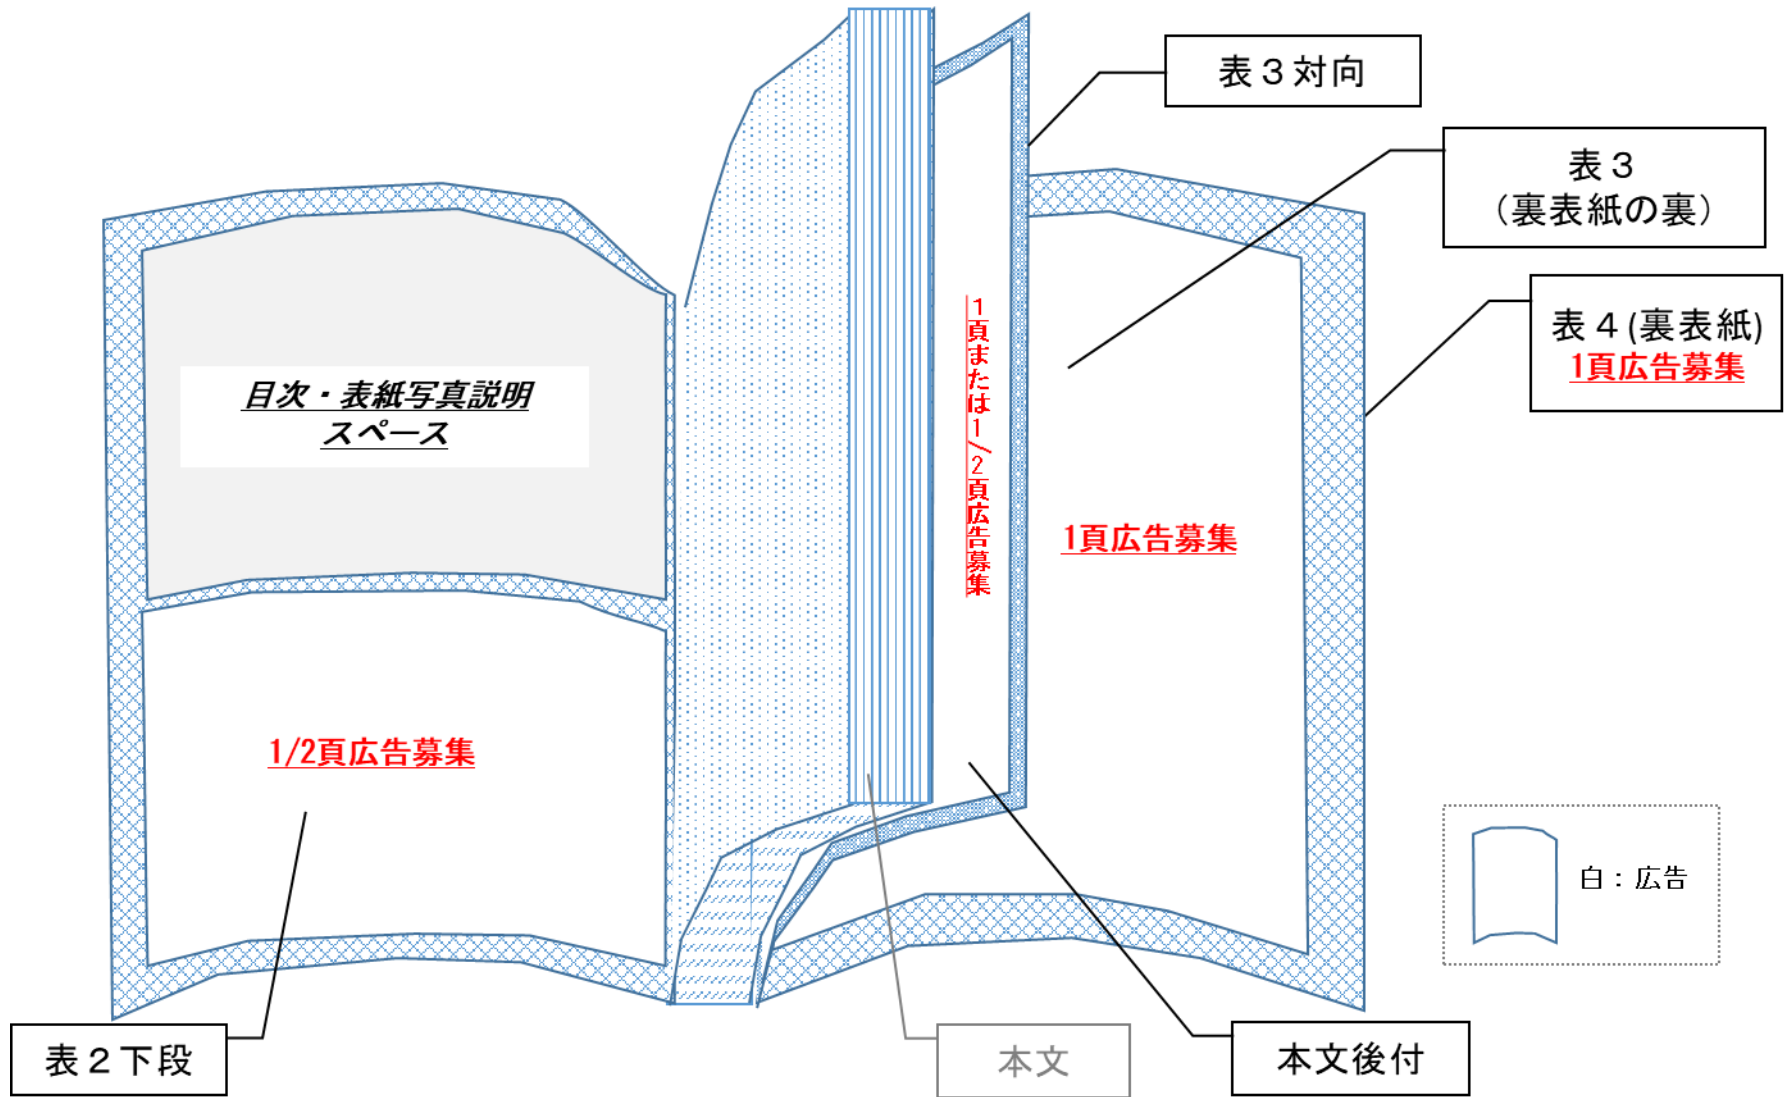 表３対向
表３
（裏表紙の裏）
表４(裏表紙)
1頁広告募集
目次・表紙写真説明
スペース
1頁または1/2頁広告募集
1頁広告募集
1/2頁広告募集
白：広告
表２下段
本文
本文後付